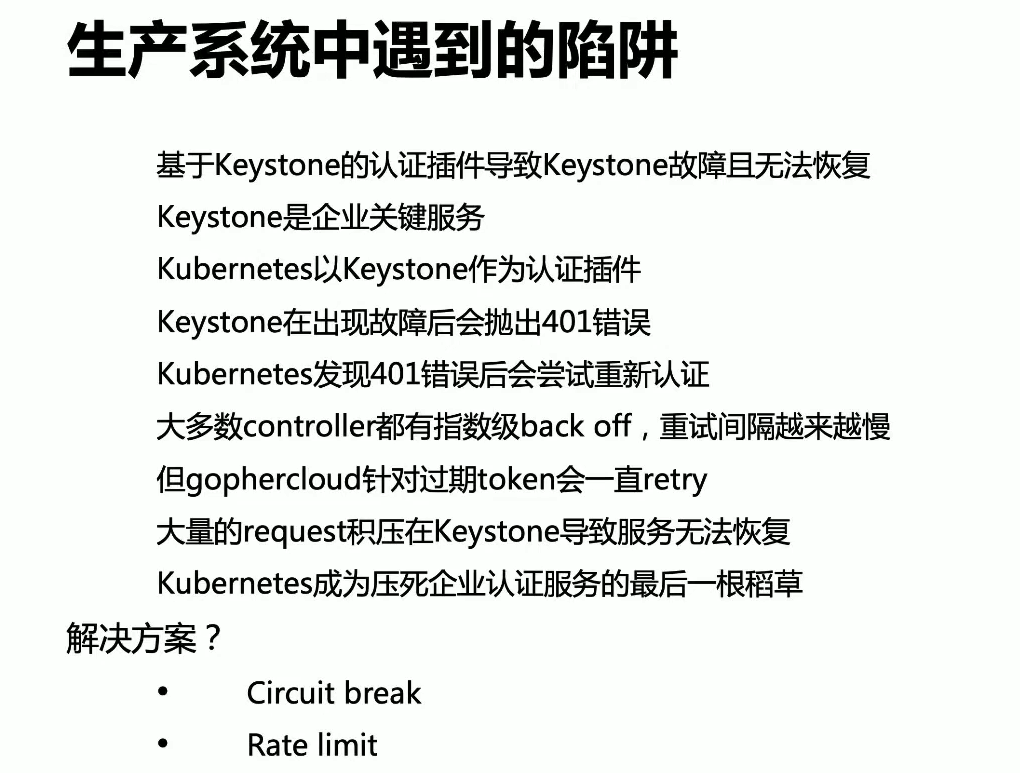 生产系统中遇到的陷阱
基于Keystone的认证插件导致Keystone故障且无法恢复
Keystone是企业关键服务
Kubernetes以Keystone作为认证插件
Keystone在出现故障后会抛出401错误
Kubernetes发现401错误后会尝试重新认证
大多数controller都有指数级back off，重试间隔越来越慢
但gophercloud针对过期token会一直retry
大量的request积压在Keystone导致服务无法恢复
Kubernetes成为压死企业认证服务的最后一根稻草
解决方案？
• Circuit break
• Rate limit